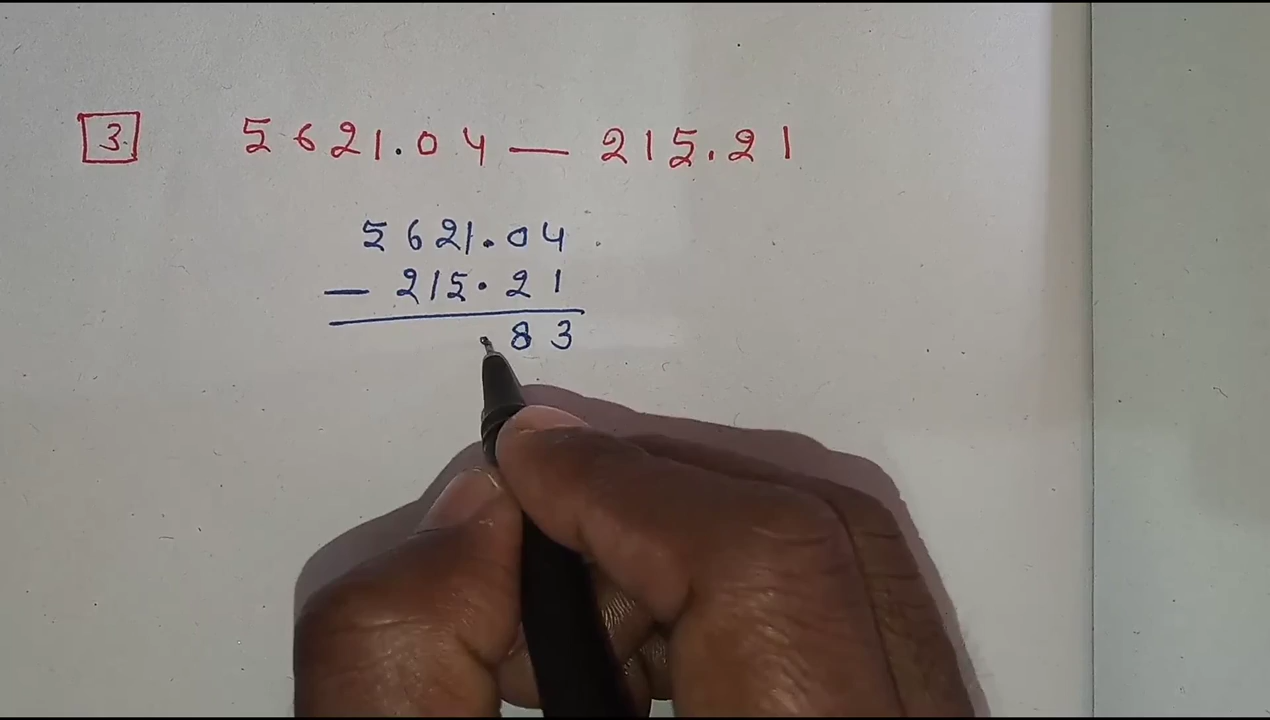 3. 5621.04 — 215.21
5621.04
— 215.21
.83